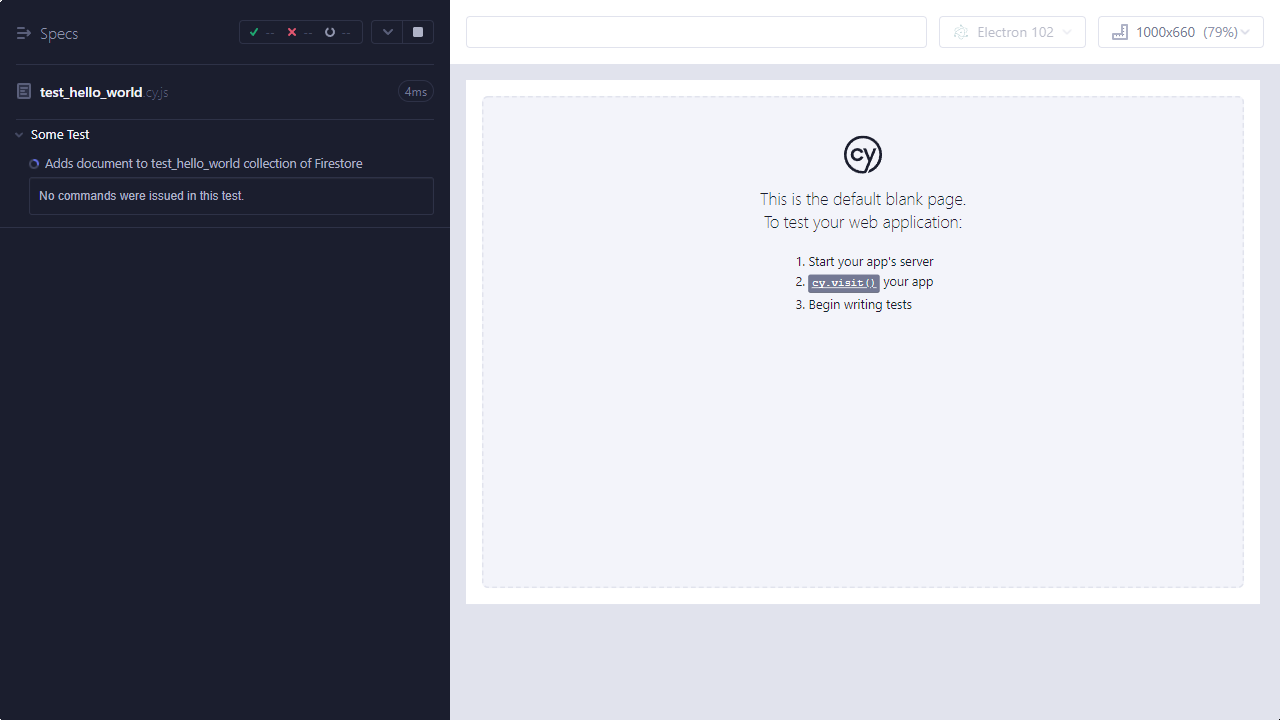 Specs
--
--
--
test_hello_world.cy.js
4ms
Some Test
Adds document to test_hello_world collection of Firestore
No commands were issued in this test.
Electron 102
1000x660 (79%)
cy
This is the default blank page.
To test your web application:
1. Start your app's server
2. cy.visit() your app
3. Begin writing tests